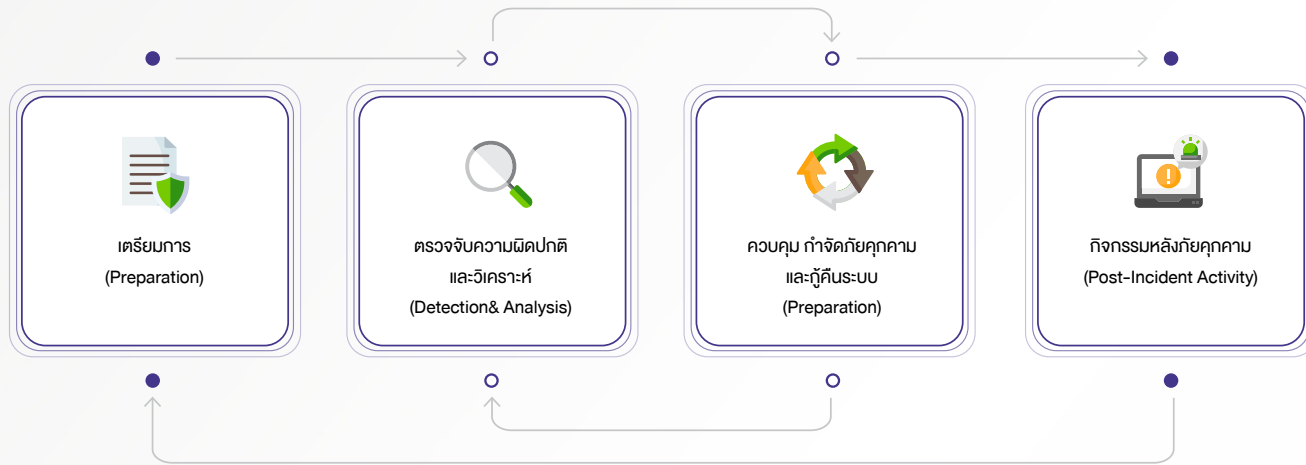 เตรียมการ
(Preparation)
ตรวจจับความผิดปกติ
และวิเคราะห์
(Detection& Analysis)
ควบคุม กำจัดภัยคุกคาม
และกู้คืนระบบ
(Preparation)
กิจกรรมหลังภัยคุกคาม
(Post-Incident Activity)